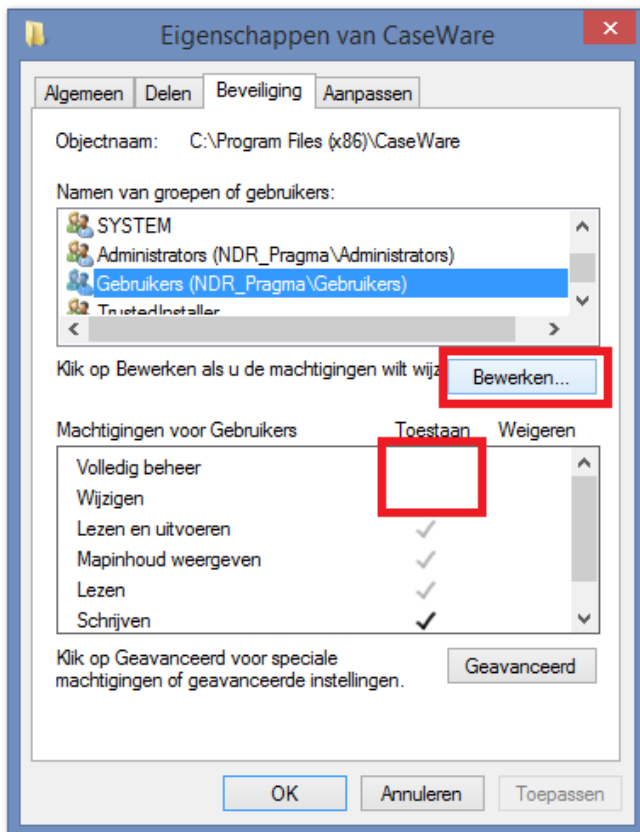 Eigenschappen van CaseWare
Algemeen Delen Beveiliging Aanpassen
Objectnaam: C:\Program Files (x86)\CaseWare
Namen van groepen of gebruikers:
SYSTEM
Administrators (NDR_Pragma\Administrators)
Gebruikers (NDR_Pragma\Gebruikers)
TrustedInstaller
Klik op Bewerken als u de machtigingen wilt wijz
Bewerken...
Machtigingen voor Gebruikers Toestaan Weigeren
Volledig beheer
Wijzigen
Lezen en uitvoeren
Mapinhoud weergeven
Lezen
Schrijven
Klik op Geavanceerd voor speciale
machtigingen of geavanceerde instellingen.
Geavanceerd
OK Annuleren Toepassen